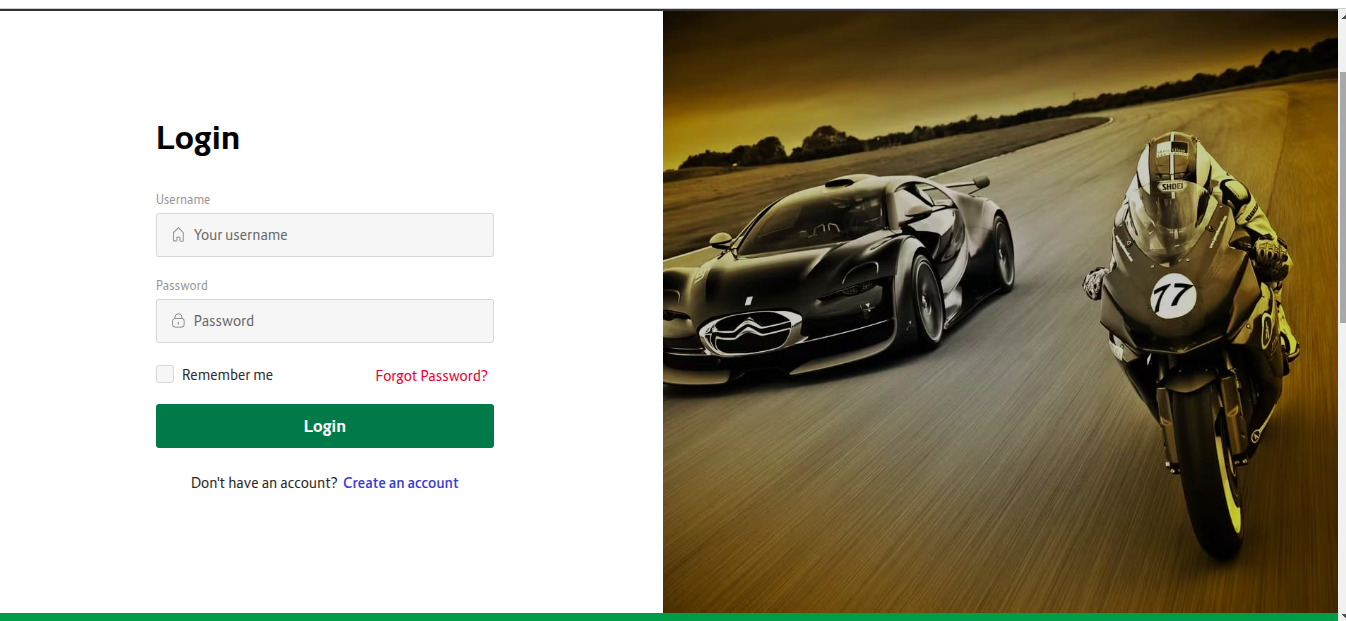 Login
Username
Your username
Password
Password
Remember me
Forgot Password?
Login
Don't have an account? Create an account
SHOEI
77